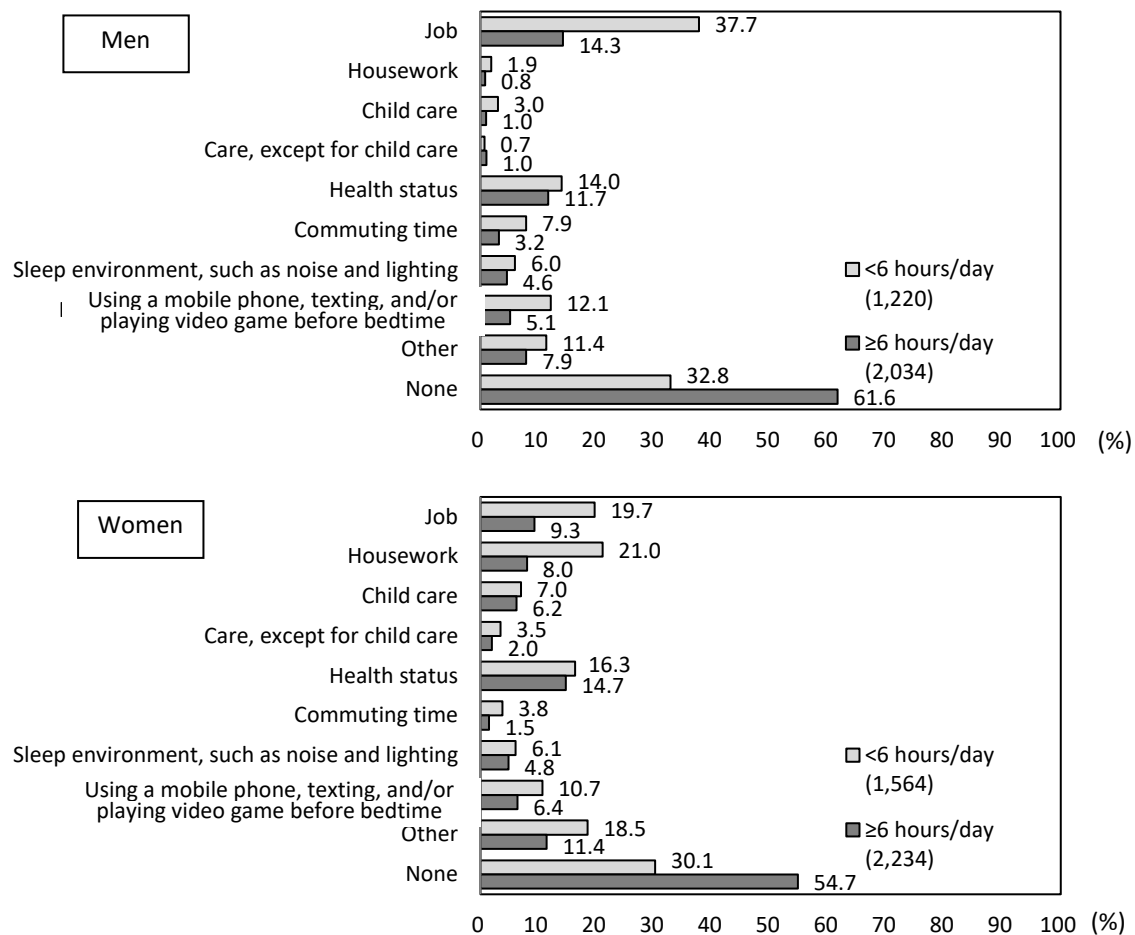 Men
Job
37.7
14.3
Housework
1.9
0.8
Child care
3.0
1.0
Care, except for child care
0.7
1.0
Health status
14.0
11.7
Commuting time
7.9
3.2
Sleep environment, such as noise and lighting
6.0
4.6
Using a mobile phone, texting, and/or
playing video game before bedtime
12.1
5.1
Other
11.4
7.9
None
32.8
61.6
<6 hours/day
(1,220)
≥6 hours/day
(2,034)
0 10 20 30 40 50 60 70 80 90 100 (%)
Women
Job
19.7
9.3
Housework
21.0
8.0
Child care
7.0
6.2
Care, except for child care
3.5
2.0
Health status
16.3
14.7
Commuting time
3.8
1.5
Sleep environment, such as noise and lighting
6.1
4.8
Using a mobile phone, texting, and/or
playing video game before bedtime
10.7
6.4
Other
18.5
11.4
None
30.1
54.7
<6 hours/day
(1,564)
≥6 hours/day
(2,234)
0 10 20 30 40 50 60 70 80 90 100 (%)